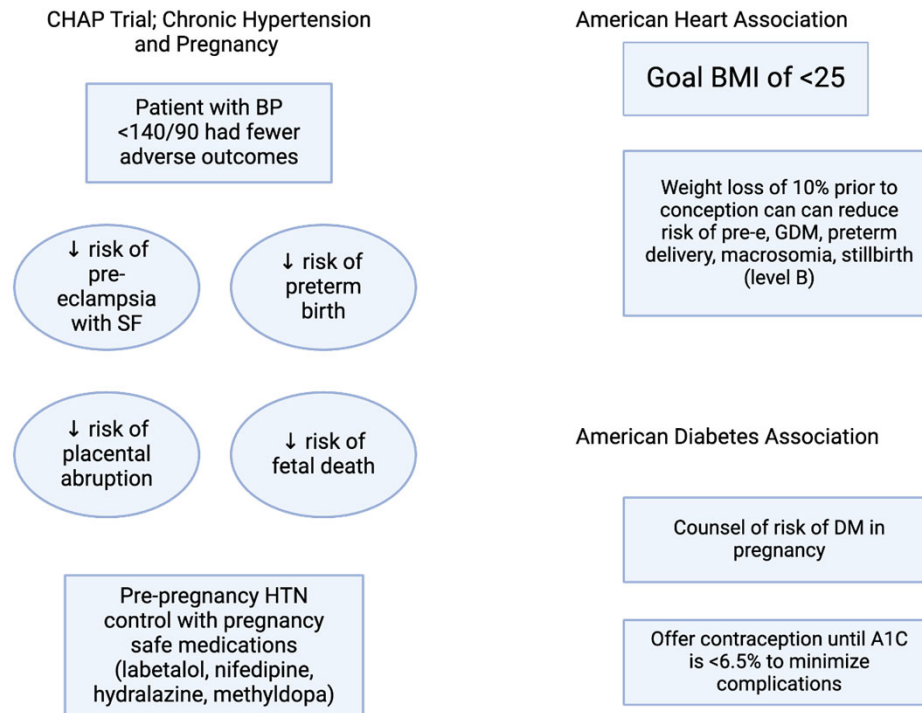 CHAP Trial; Chronic Hypertension
and Pregnancy
Patient with BP
<140/90 had fewer
adverse outcomes
↓ risk of
pre-
eclampsia
with SF
↓ risk of
preterm
birth
↓ risk of
placental
abruption
↓ risk of
fetal death
Pre-pregnancy HTN
control with pregnancy
safe medications
(labetalol, nifedipine,
hydralazine, methyldopa)
American Heart Association
Goal BMI of <25
Weight loss of 10% prior to
conception can can reduce
risk of pre-e, GDM, preterm
delivery, macrosomia, stillbirth
(level B)
American Diabetes Association
Counsel of risk of DM in
pregnancy
Offer contraception until A1C
is <6.5% to minimize
complications